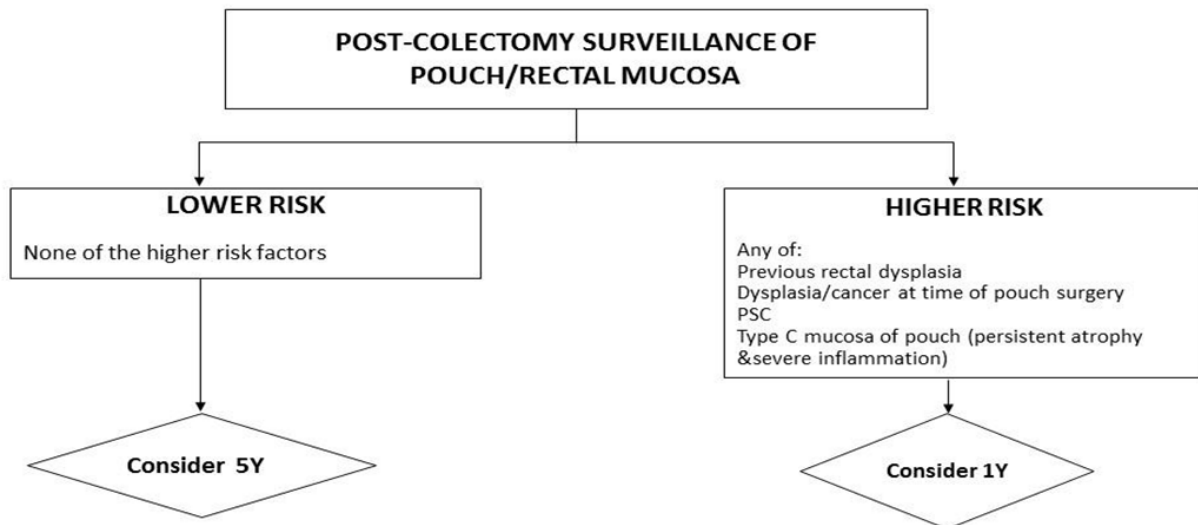 POST-COLECTOMY SURVEILLANCE OF
POUCH/RECTAL MUCOSA
LOWER RISK
None of the higher risk factors
HIGHER RISK
Any of:
Previous rectal dysplasia
Dysplasia/cancer at time of pouch surgery
PSC
Type C mucosa of pouch (persistent atrophy
&severe inflammation)
Consider 5Y
Consider 1Y